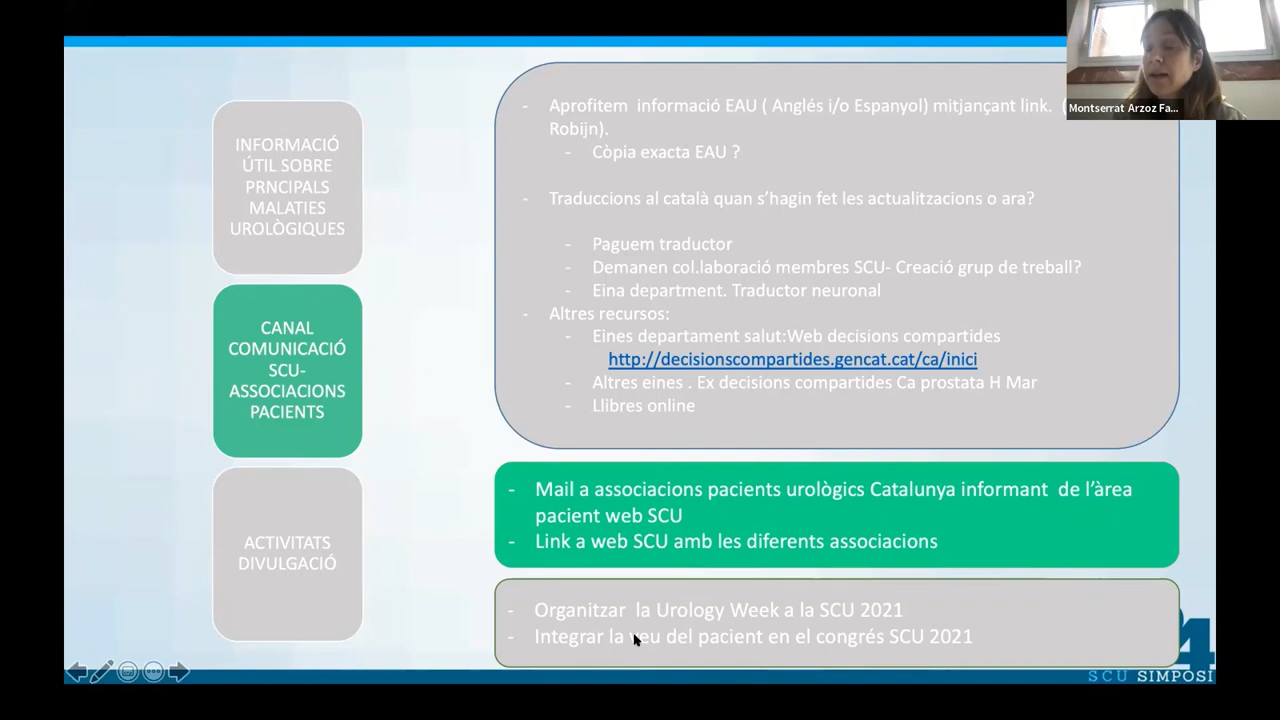 Montserrat Arzoz Fa...
INFORMACIÓ
ÚTIL SOBRE
PRNCIPALS
MALATIES
UROLÒGIQUES
- Aprofitem informació EAU ( Anglés i/o Espanyol) mitjançant link. (
Robijn).
- Còpia exacta EAU ?
- Traduccions al català quan s’hagin fet les actualitzacions o ara?
- Paguem traductor
- Demanen col.laboració membres SCU- Creació grup de treball?
- Eina department. Traductor neuronal
- Altres recursos:
- Eines departament salut:Web decisions compartides
http://decisionscompartides.gencat.cat/ca/inici
- Altres eines . Ex decisions compartides Ca prostata H Mar
- Llibres online
CANAL
COMUNICACIÓ
SCU-
ASSOCIACIONS
PACIENTS
- Mail a associacions pacients urològics Catalunya informant de l’àrea
pacient web SCU
- Link a web SCU amb les diferents associacions
ACTIVITATS
DIVULGACIÓ
- Organitzar la Urology Week a la SCU 2021
- Integrar la veu del pacient en el congrés SCU 2021
4
SCU SIMPOSI